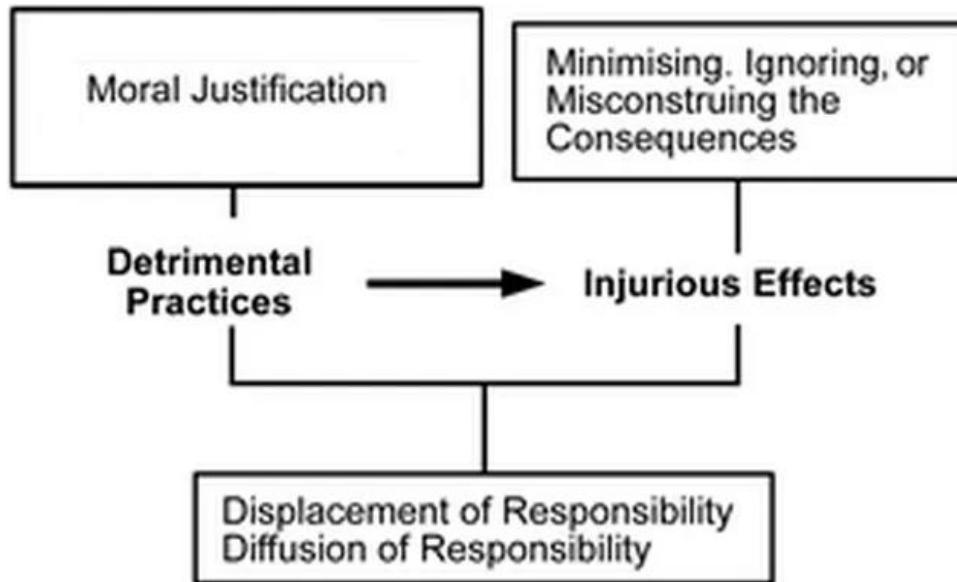 Moral Justification
Minimising. Ignoring, or
Misconstruing the
Consequences
Detrimental
Practices
Injurious Effects
Displacement of Responsibility
Diffusion of Responsibility